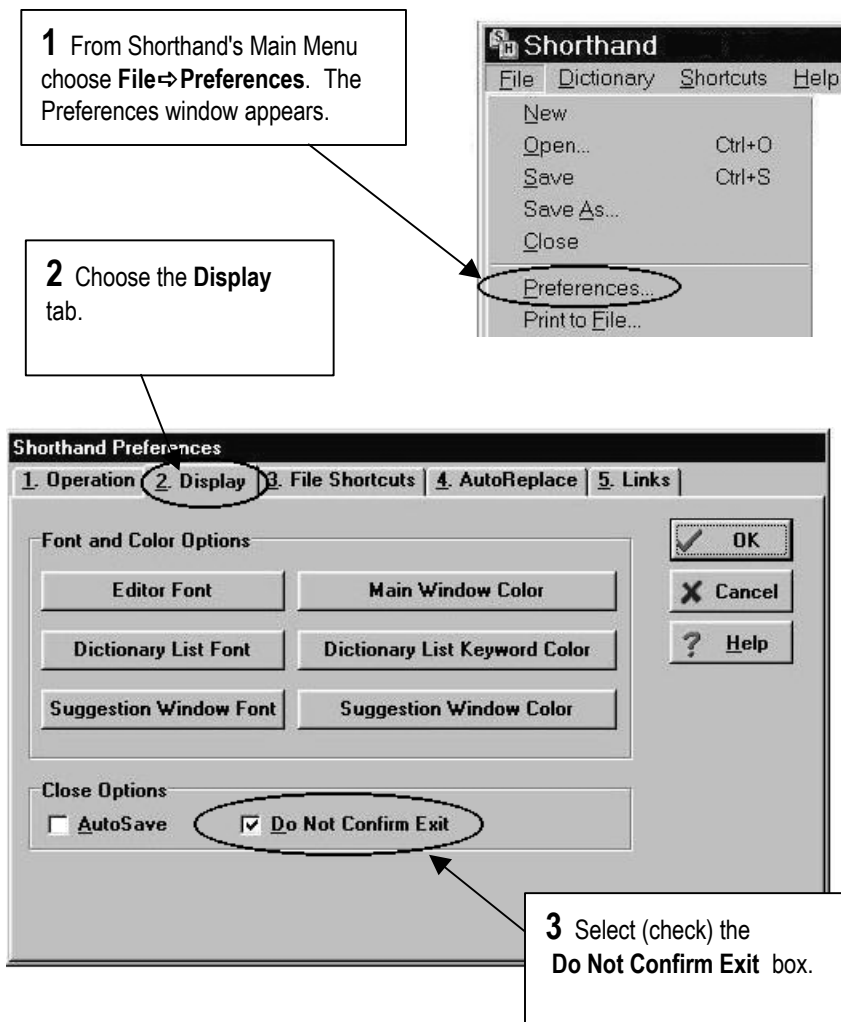 1 From Shorthand's Main Menu
choose File⇨Preferences. The
Preferences window appears.
Shorthand
File Dictionary Shortcuts Help
New
Open... Ctrl+O
Save Ctrl+S
Save As...
Close
Preferences...
Print to File...
2 Choose the Display
tab.
Shorthand Preferences
1. Operation 2. Display 3. File Shortcuts 4. AutoReplace 5. Links
Font and Color Options
Editor Font Main Window Color
Dictionary List Font Dictionary List Keyword Color
Suggestion Window Font Suggestion Window Color
OK
Cancel
Help
Close Options
AutoSave Do Not Confirm Exit
3 Select (check) the
Do Not Confirm Exit box.